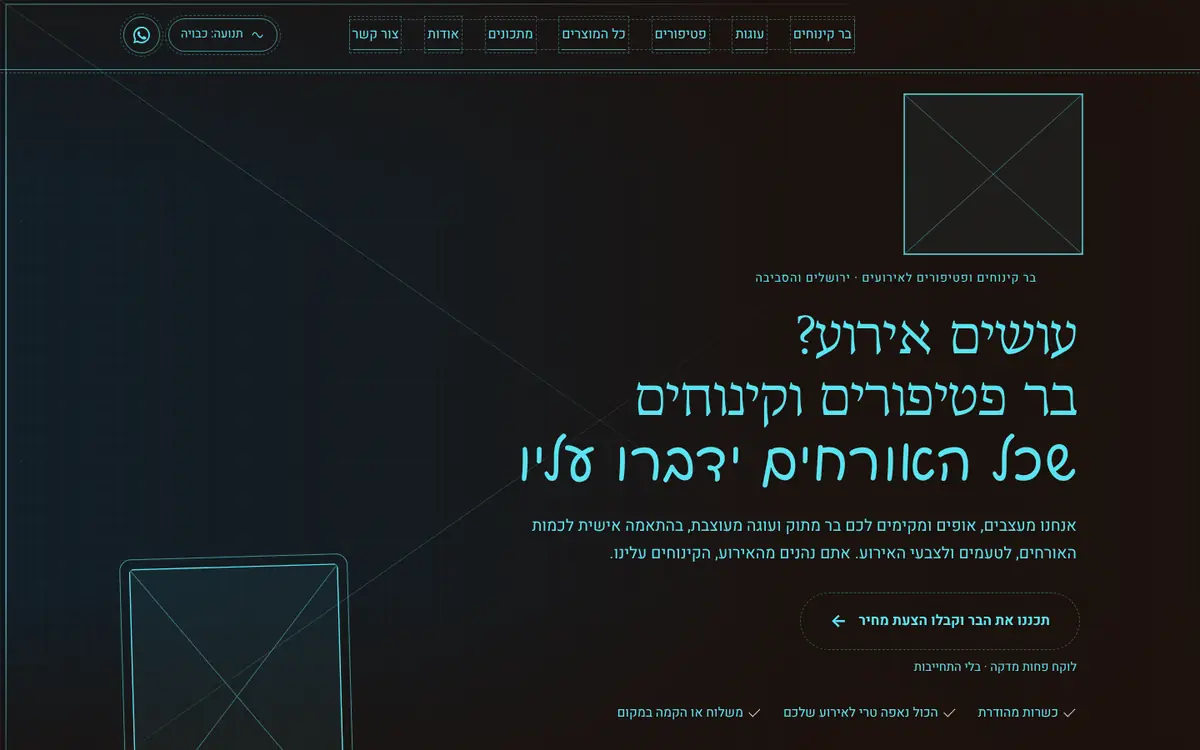 בר קינוחים
עוגות
פטיפורים
כל המוצרים
מתכונים
אודות
צור קשר
תנועה: כבויה
בר קינוחים ופטיפורים לאירועים · ירושלים והסביבה
עושים אירוע?
בר פטיפורים וקינוחים
שכל האורחים ידברו עליו
אנחנו מעצבים, אופים ומקימים לכם בר מתוק ועוגה מעוצבת, בהתאמה אישית לכמות
האורחים, לטעמים ולצבעי האירוע. אתם נהנים מהאירוע, הקינוחים עלינו.
תכננו את הבר וקבלו הצעת מחיר
לוקח פחות מדקה · בלי התחייבות
כשרות מהודרת
הכול נאפה טרי לאירוע שלכם
משלוח או הקמה במקום